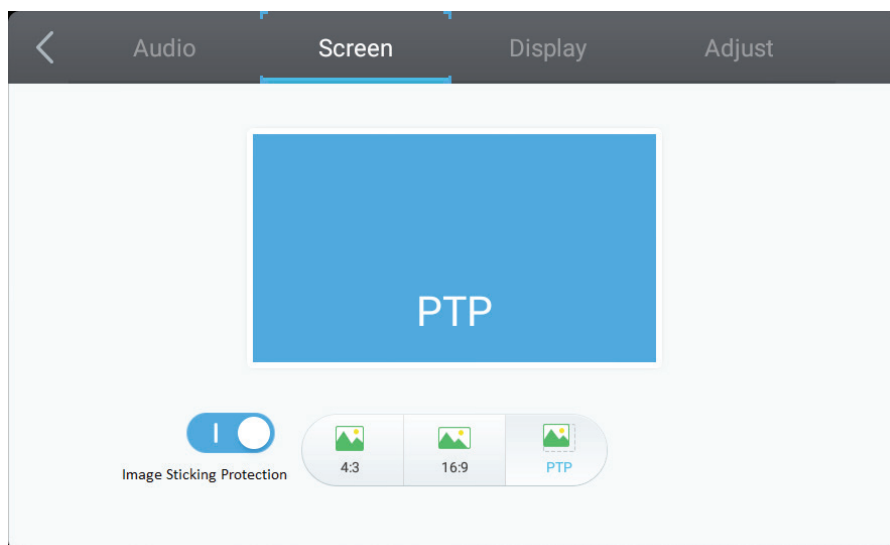 Audio Screen Display Adjust
PTP
Image Sticking Protection
4:3 16:9 PTP